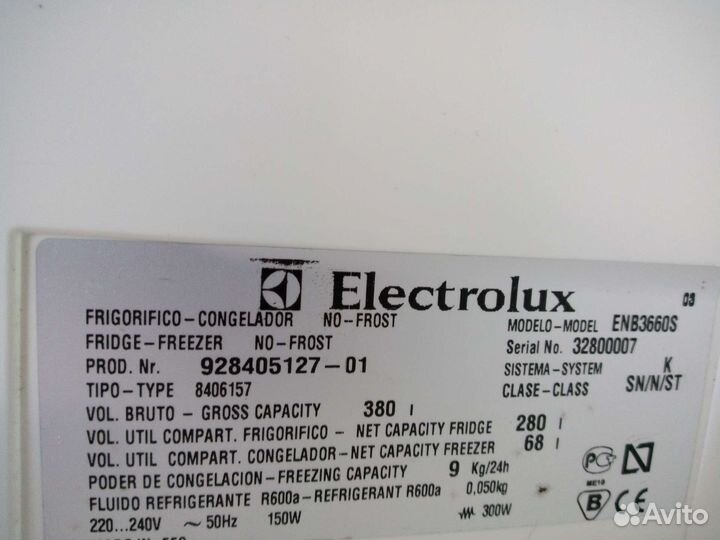 Electrolux
03
FRIGORIFICO – CONGELADOR NO – FROST
MODELO – MODEL ENB3660S
FRIDGE – FREEZER NO – FROST
Serial No. 32800007
PROD. Nr. 928405127 – 01
SISTEMA – SYSTEM K
TIPO – TYPE 8406157
CLASE – CLASS SN/N/ST
VOL. BRUTO – GROSS CAPACITY 380 l
VOL. UTIL COMPART. FRIGORIFICO – NET CAPACITY FRIDGE 280 l
VOL. UTIL COMPART. CONGELADOR – NET CAPACITY FREEZER 68 l
PODER DE CONGELACION – FREEZING CAPACITY 9 Kg/24h
FLUIDO REFRIGERANTE R600a – REFRIGERANT R600a 0,050kg
220...240V ~ 50Hz 150W 300W
ME10
B CE
Avito